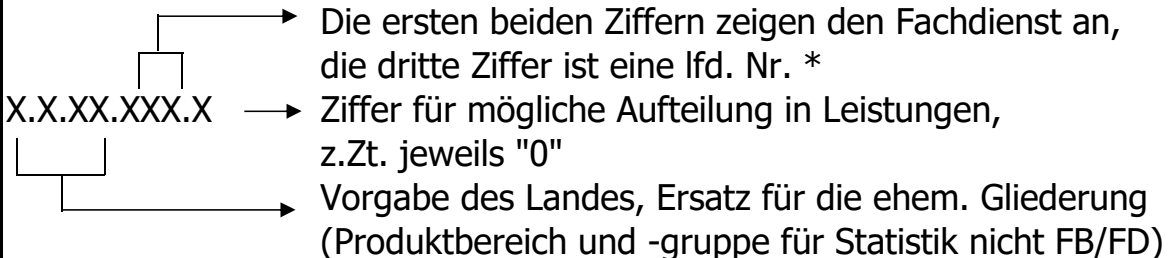 Die ersten beiden Ziffern zeigen den Fachdienst an,
die dritte Ziffer ist eine lfd. Nr. *
X.X.XX.XXX.X
Ziffer für mögliche Aufteilung in Leistungen,
z.Zt. jeweils "0"
Vorgabe des Landes, Ersatz für die ehem. Gliederung
(Produktbereich und -gruppe für Statistik nicht FB/FD)